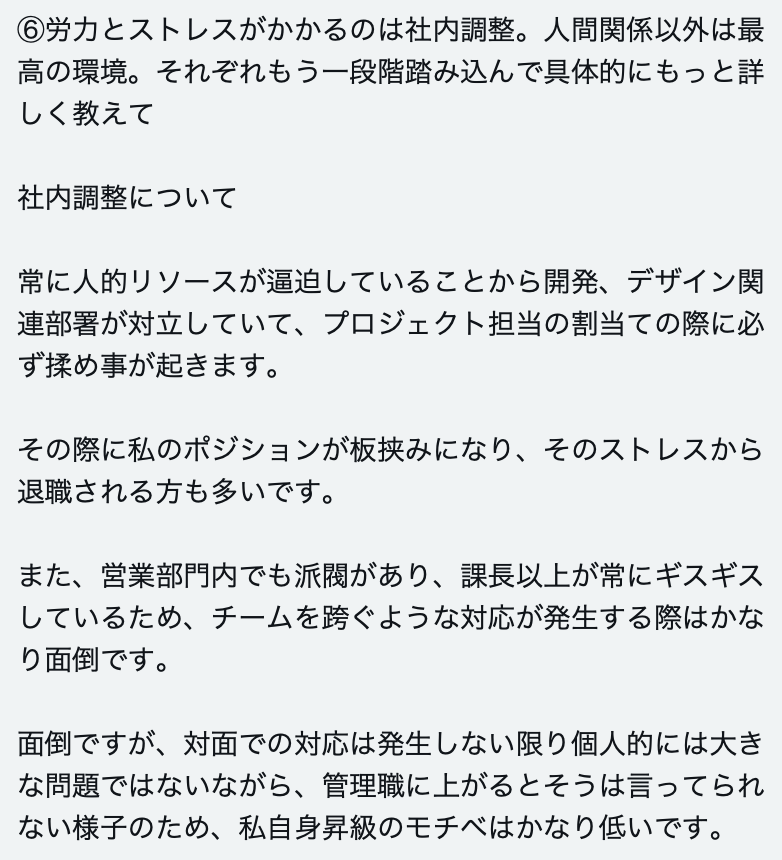 ⑥労力とストレスがかかるのは社内調整。人間関係以外は最
高の環境。それぞれもう一段階踏み込んで具体的にもっと詳
しく教えて
社内調整について
常に人的リソースが逼迫していることから開発、デザイン関
連部署が対立していて、プロジェクト担当の割当ての際に必
ず揉め事が起きます。
その際に私のポジションが板挟みになり、そのストレスから
退職される方も多いです。
また、営業部門内でも派閥があり、課長以上が常にギスギス
しているため、チームを跨ぐような対応が発生する際はかな
り面倒です。
面倒ですが、対面での対応は発生しない限り個人的には大き
な問題ではないながら、管理職に上がるとそうは言ってられ
ない様子のため、私自身昇級のモチベはかなり低いです。